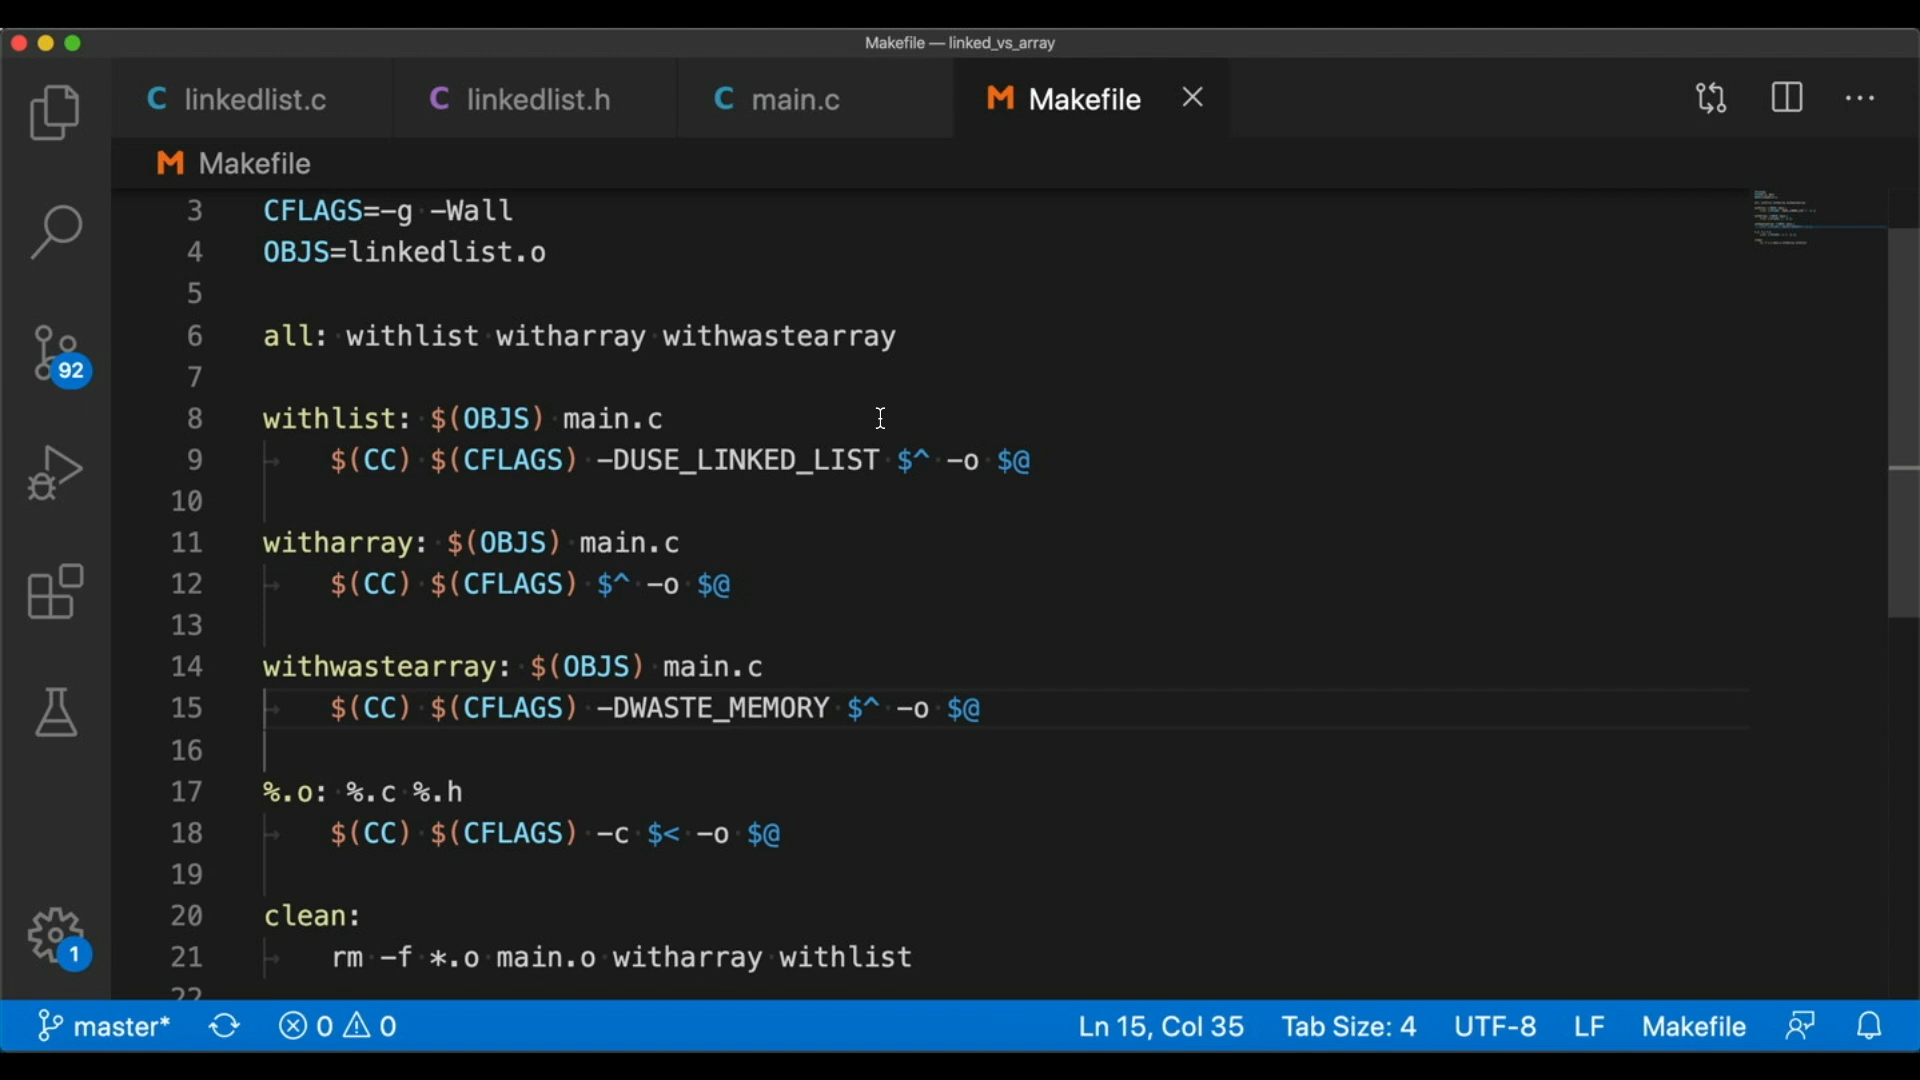 Makefile — linked_vs_array
C linkedlist.c
C linkedlist.h
C main.c
M Makefile
M Makefile
3 CFLAGS=-g -Wall
4 OBJS=linkedlist.o
5
6 all: withlist witharray withwastearray
7
8 withlist: $(OBJS) main.c
9 $(CC) $(CFLAGS) -DUSE_LINKED_LIST $^ -o $@
10
11 witharray: $(OBJS) main.c
12 $(CC) $(CFLAGS) $^ -o $@
13
14 withwastearray: $(OBJS) main.c
15 $(CC) $(CFLAGS) -DWASTE_MEMORY $^ -o $@
16
17 %.o: %.c %.h
18 $(CC) $(CFLAGS) -c $< -o $@
19
20 clean:
21 rm -f *.o main.o witharray withlist
22
92
1
master* 0 0 Ln 15, Col 35 Tab Size: 4 UTF-8 LF Makefile